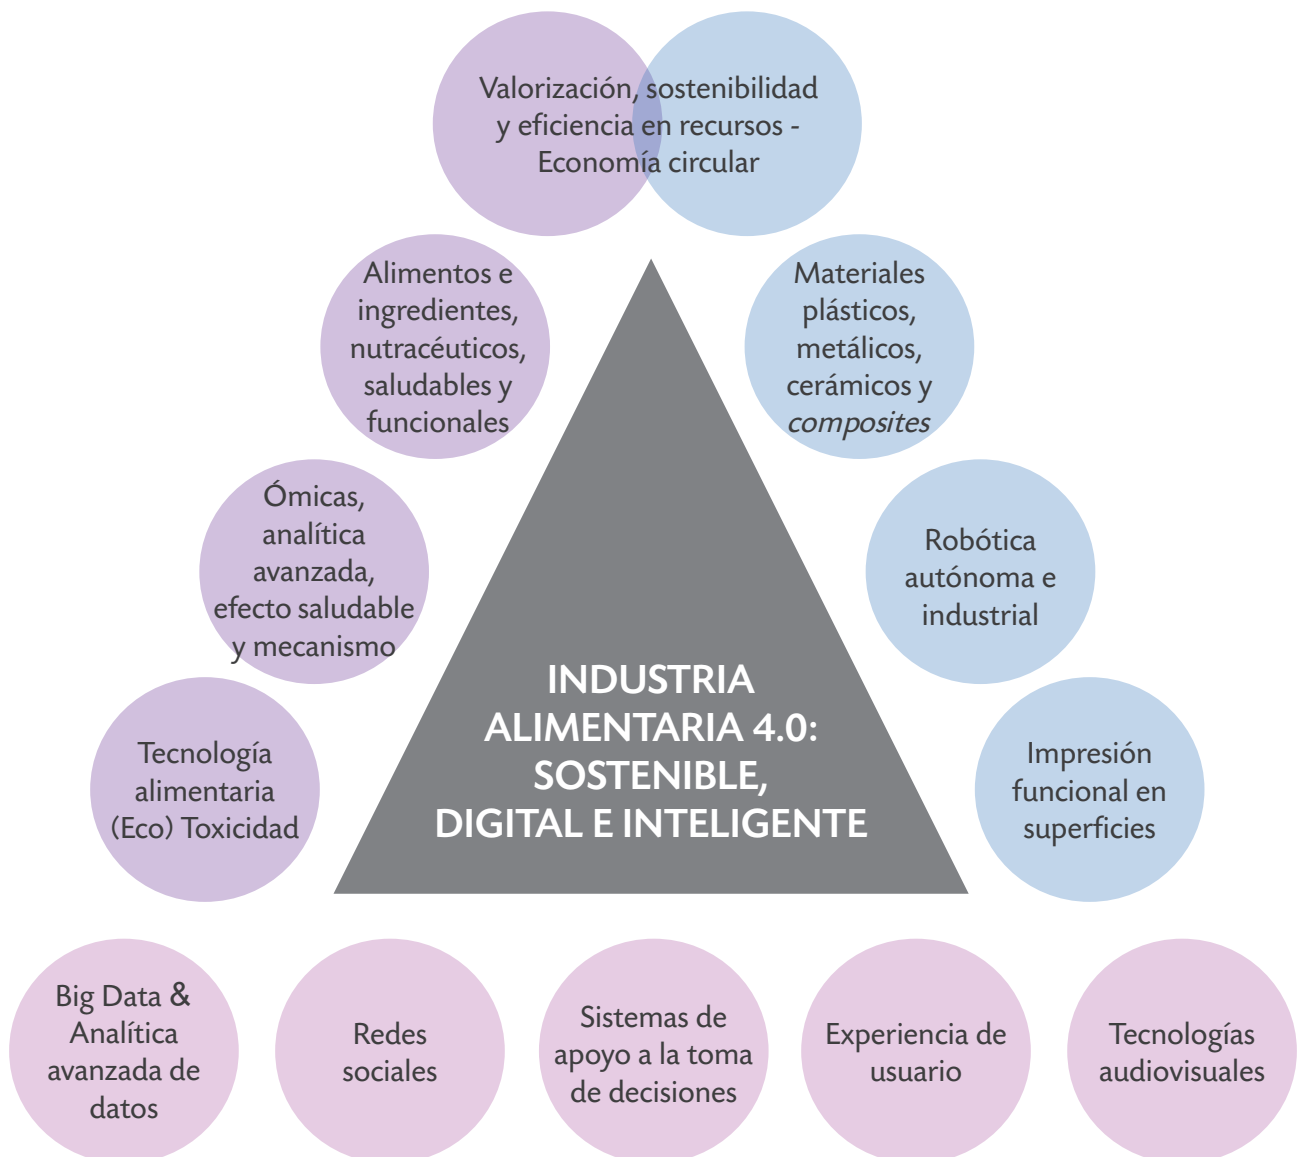 Valorización, sostenibilidad
y eficiencia en recursos -
Economía circular
Alimentos e
ingredientes,
nutracéuticos,
saludables y
funcionales
Materiales
plásticos,
metálicos,
cerámicos y
composites
Ómicas,
analítica
avanzada,
efecto saludable
y mecanismo
Robótica
autónoma e
industrial
Tecnología
alimentaria
(Eco) Toxicidad
INDUSTRIA
ALIMENTARIA 4.0:
SOSTENIBLE,
DIGITAL E INTELIGENTE
Impresión
funcional en
superficies
Big Data &
Analítica
avanzada de
datos
Redes
sociales
Sistemas de
apoyo a la toma
de decisiones
Experiencia de
usuario
Tecnologías
audiovisuales